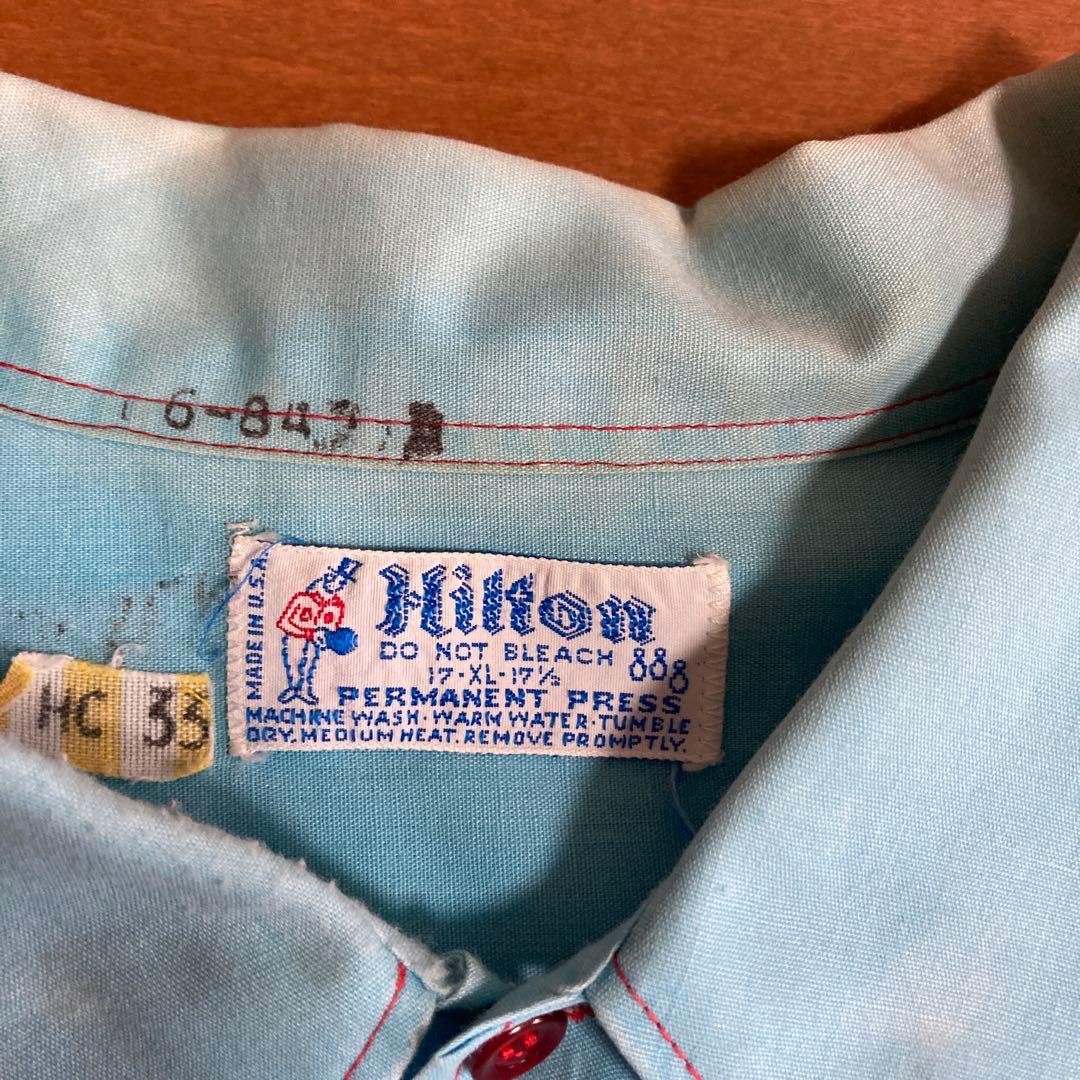 6-843
MADE IN U.S.A.
Hilton
DO NOT BLEACH
17-XL-17½
PERMANENT PRESS
MACHINE WASH·WARM WATER·TUMBLE
DRY.MEDIUM HEAT.REMOVE PROMPTLY.
HC 33